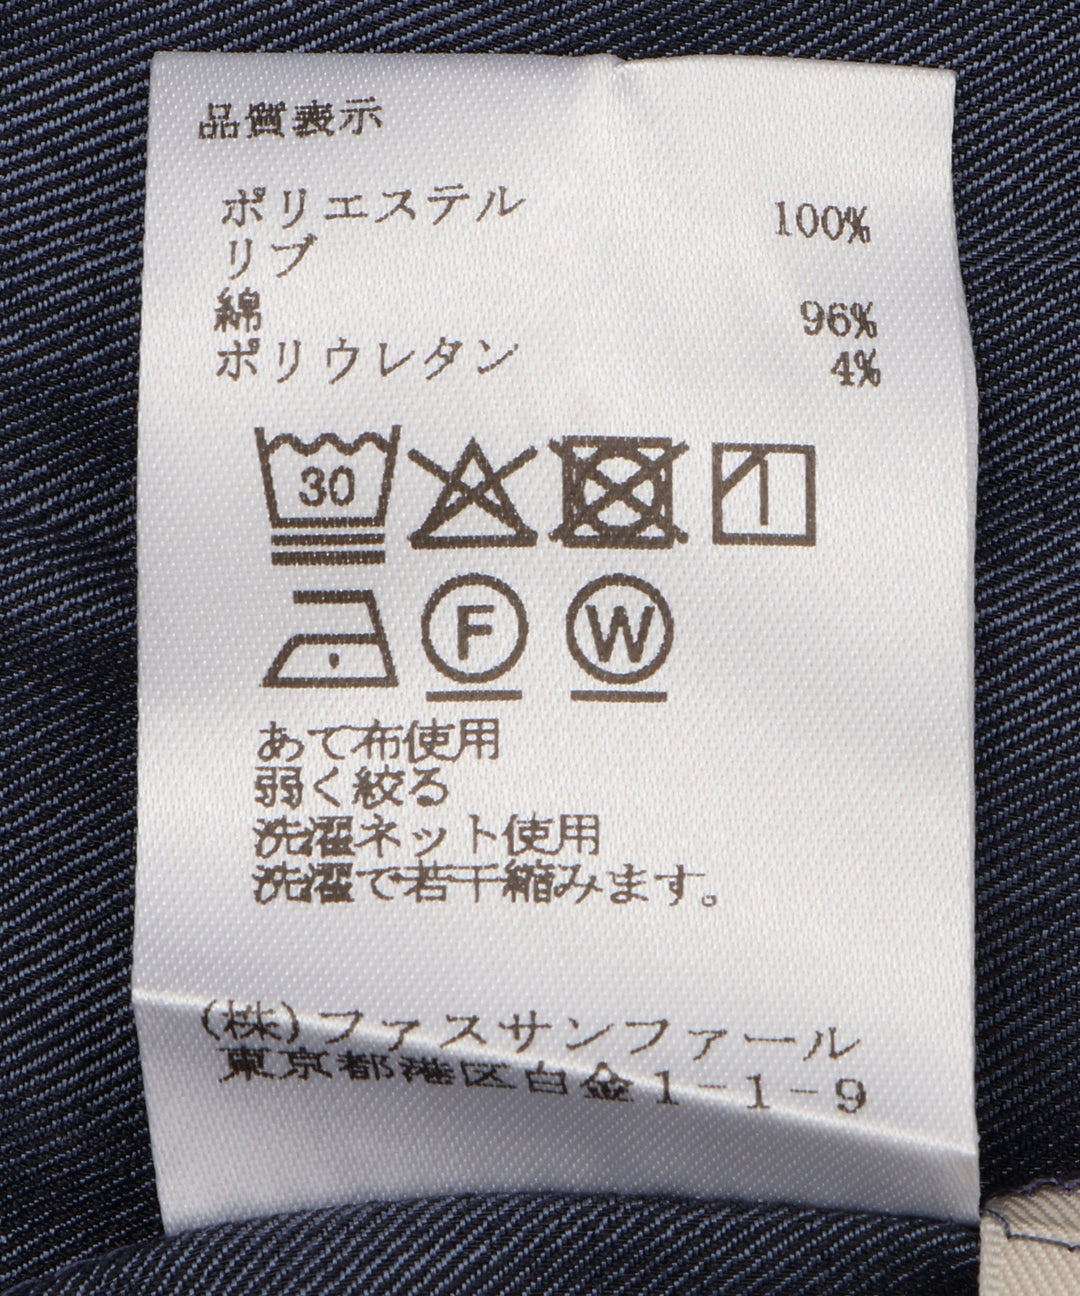 品質表示
ポリエステル 100%
リブ
綿 96%
ポリウレタン 4%
30
F W
あて布使用
弱く絞る
洗濯ネット使用
洗濯で若干縮みます。
(株)ファスサンファール
東京都港区白金1-1-9